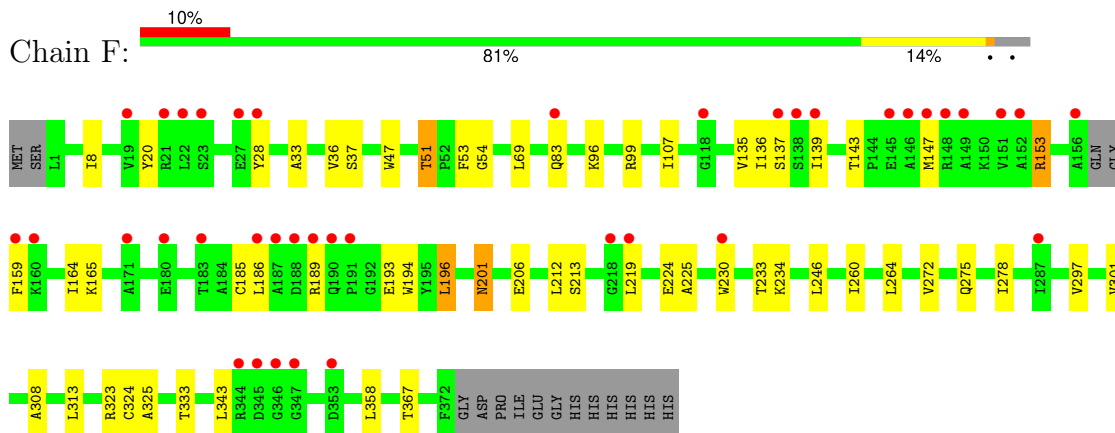 10%
Chain F:
81% 14% • •
MET SER L1 I8 V19 Y20 R21 L22 S23 E27 Y28 A33 V36 S37 W47 T51 P52 F53 G54 L69 Q83 K96 R99 I107 G118 V135 I136 S137 S138 I139 T143 P144 E145 A146 M147 R148 A149 K150 V151 A152 R153 A156 GLN GLY
F159 K160 I164 K165 A171 E180 T183 A184 C185 L186 A187 D188 R189 Q190 P191 G192 E193 W194 Y195 L196 N201 E206 L212 S213 G218 L219 E224 A225 W230 T233 K234 L246 I260 L264 V272 Q275 I278 I287 V297 V301
A308 L313 R323 C324 A325 T333 L343 R344 D345 G346 G347 D353 L358 T367 F372 GLY ASP PRO ILE GLU GLY HIS HIS HIS HIS HIS HIS